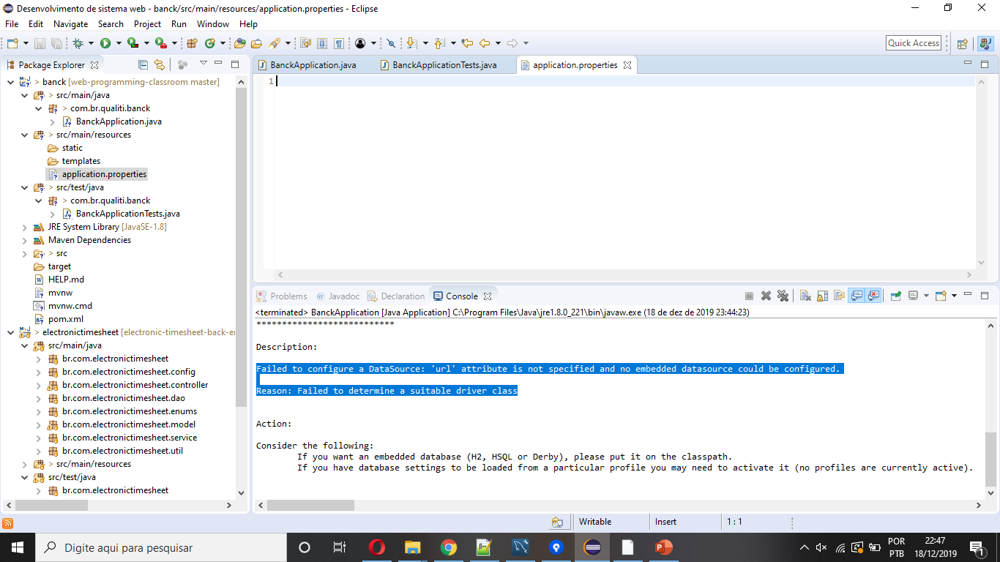 Desenvolvimento de sistema web - banck/src/main/resources/application.properties - Eclipse
File Edit Navigate Search Project Run Window Help
Quick Access
Package Explorer
> banck [web-programming-classroom master]
> src/main/java
> com.br.qualiti.banck
BanckApplication.java
> src/main/resources
static
templates
application.properties
> src/test/java
> com.br.qualiti.banck
BanckApplicationTests.java
JRE System Library [JavaSE-1.8]
Maven Dependencies
> src
target
HELP.md
mvnw
mvnw.cmd
pom.xml
> electronictimesheet [electronic-timesheet-back-er
src/main/java
br.com.electronictimesheet
br.com.electronictimesheet.config
br.com.electronictimesheet.controller
br.com.electronictimesheet.dao
br.com.electronictimesheet.enums
br.com.electronictimesheet.model
br.com.electronictimesheet.service
br.com.electronictimesheet.util
> src/main/resources
src/test/java
br.com.electronictimesheet
BanckApplication.java BanckApplicationTests.java application.properties
1
Problems @ Javadoc Declaration Console
<terminated> BanckApplication [Java Application] C:\Program Files\Java\jre1.8.0_221\bin\javaw.exe (18 de dez de 2019 23:44:23)
***************************
Description:
Failed to configure a DataSource: 'url' attribute is not specified and no embedded datasource could be configured.
Reason: Failed to determine a suitable driver class
Action:
Consider the following:
If you want an embedded database (H2, HSQL or Derby), please put it on the classpath.
If you have database settings to be loaded from a particular profile you may need to activate it (no profiles are currently active).
Writable Insert 1 : 1
Digite aqui para pesquisar
POR
PTB
22:47
18/12/2019
1